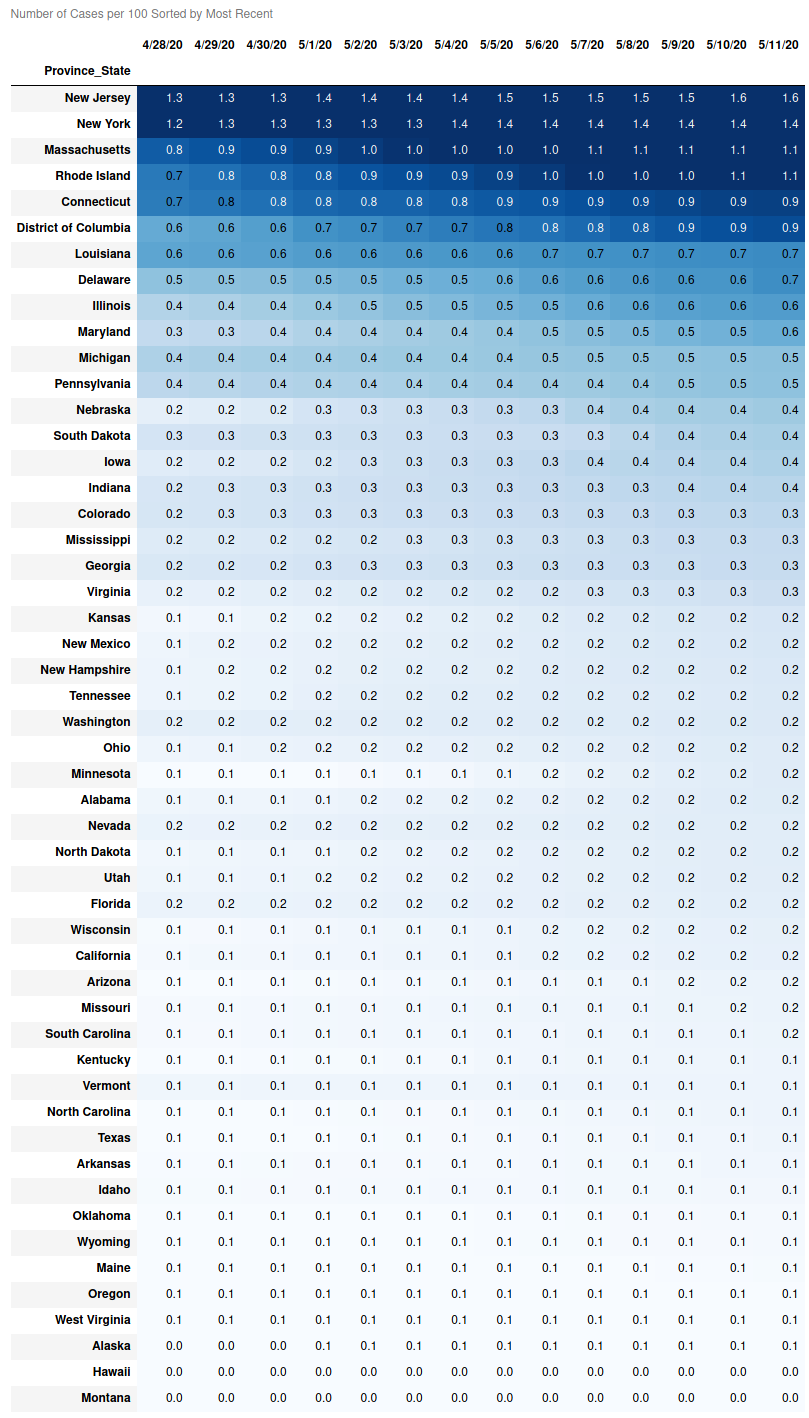 Number of Cases per 100 Sorted by Most Recent
4/28/20 4/29/20 4/30/20 5/1/20 5/2/20 5/3/20 5/4/20 5/5/20 5/6/20 5/7/20 5/8/20 5/9/20 5/10/20 5/11/20
Province_State
New Jersey 1.3 1.3 1.3 1.4 1.4 1.4 1.4 1.5 1.5 1.5 1.5 1.5 1.6 1.6
New York 1.2 1.3 1.3 1.3 1.3 1.3 1.4 1.4 1.4 1.4 1.4 1.4 1.4 1.4
Massachusetts 0.8 0.9 0.9 0.9 1.0 1.0 1.0 1.0 1.0 1.1 1.1 1.1 1.1 1.1
Rhode Island 0.7 0.8 0.8 0.8 0.9 0.9 0.9 0.9 1.0 1.0 1.0 1.0 1.1 1.1
Connecticut 0.7 0.8 0.8 0.8 0.8 0.8 0.8 0.9 0.9 0.9 0.9 0.9 0.9 0.9
District of Columbia 0.6 0.6 0.6 0.7 0.7 0.7 0.7 0.8 0.8 0.8 0.8 0.9 0.9 0.9
Louisiana 0.6 0.6 0.6 0.6 0.6 0.6 0.6 0.6 0.7 0.7 0.7 0.7 0.7 0.7
Delaware 0.5 0.5 0.5 0.5 0.5 0.5 0.5 0.6 0.6 0.6 0.6 0.6 0.6 0.7
Illinois 0.4 0.4 0.4 0.4 0.5 0.5 0.5 0.5 0.5 0.6 0.6 0.6 0.6 0.6
Maryland 0.3 0.3 0.4 0.4 0.4 0.4 0.4 0.4 0.5 0.5 0.5 0.5 0.5 0.6
Michigan 0.4 0.4 0.4 0.4 0.4 0.4 0.4 0.4 0.5 0.5 0.5 0.5 0.5 0.5
Pennsylvania 0.4 0.4 0.4 0.4 0.4 0.4 0.4 0.4 0.4 0.4 0.4 0.5 0.5 0.5
Nebraska 0.2 0.2 0.2 0.3 0.3 0.3 0.3 0.3 0.3 0.4 0.4 0.4 0.4 0.4
South Dakota 0.3 0.3 0.3 0.3 0.3 0.3 0.3 0.3 0.3 0.3 0.4 0.4 0.4 0.4
Iowa 0.2 0.2 0.2 0.2 0.3 0.3 0.3 0.3 0.3 0.4 0.4 0.4 0.4 0.4
Indiana 0.2 0.3 0.3 0.3 0.3 0.3 0.3 0.3 0.3 0.3 0.3 0.4 0.4 0.4
Colorado 0.2 0.3 0.3 0.3 0.3 0.3 0.3 0.3 0.3 0.3 0.3 0.3 0.3 0.3
Mississippi 0.2 0.2 0.2 0.2 0.2 0.3 0.3 0.3 0.3 0.3 0.3 0.3 0.3 0.3
Georgia 0.2 0.2 0.2 0.3 0.3 0.3 0.3 0.3 0.3 0.3 0.3 0.3 0.3 0.3
Virginia 0.2 0.2 0.2 0.2 0.2 0.2 0.2 0.2 0.2 0.3 0.3 0.3 0.3 0.3
Kansas 0.1 0.1 0.2 0.2 0.2 0.2 0.2 0.2 0.2 0.2 0.2 0.2 0.2 0.2
New Mexico 0.1 0.2 0.2 0.2 0.2 0.2 0.2 0.2 0.2 0.2 0.2 0.2 0.2 0.2
New Hampshire 0.1 0.2 0.2 0.2 0.2 0.2 0.2 0.2 0.2 0.2 0.2 0.2 0.2 0.2
Tennessee 0.1 0.2 0.2 0.2 0.2 0.2 0.2 0.2 0.2 0.2 0.2 0.2 0.2 0.2
Washington 0.2 0.2 0.2 0.2 0.2 0.2 0.2 0.2 0.2 0.2 0.2 0.2 0.2 0.2
Ohio 0.1 0.1 0.2 0.2 0.2 0.2 0.2 0.2 0.2 0.2 0.2 0.2 0.2 0.2
Minnesota 0.1 0.1 0.1 0.1 0.1 0.1 0.1 0.1 0.2 0.2 0.2 0.2 0.2 0.2
Alabama 0.1 0.1 0.1 0.1 0.2 0.2 0.2 0.2 0.2 0.2 0.2 0.2 0.2 0.2
Nevada 0.2 0.2 0.2 0.2 0.2 0.2 0.2 0.2 0.2 0.2 0.2 0.2 0.2 0.2
North Dakota 0.1 0.1 0.1 0.1 0.2 0.2 0.2 0.2 0.2 0.2 0.2 0.2 0.2 0.2
Utah 0.1 0.1 0.1 0.2 0.2 0.2 0.2 0.2 0.2 0.2 0.2 0.2 0.2 0.2
Florida 0.2 0.2 0.2 0.2 0.2 0.2 0.2 0.2 0.2 0.2 0.2 0.2 0.2 0.2
Wisconsin 0.1 0.1 0.1 0.1 0.1 0.1 0.1 0.1 0.2 0.2 0.2 0.2 0.2 0.2
California 0.1 0.1 0.1 0.1 0.1 0.1 0.1 0.1 0.2 0.2 0.2 0.2 0.2 0.2
Arizona 0.1 0.1 0.1 0.1 0.1 0.1 0.1 0.1 0.1 0.1 0.1 0.2 0.2 0.2
Missouri 0.1 0.1 0.1 0.1 0.1 0.1 0.1 0.1 0.1 0.1 0.1 0.1 0.2 0.2
South Carolina 0.1 0.1 0.1 0.1 0.1 0.1 0.1 0.1 0.1 0.1 0.1 0.1 0.1 0.2
Kentucky 0.1 0.1 0.1 0.1 0.1 0.1 0.1 0.1 0.1 0.1 0.1 0.1 0.1 0.1
Vermont 0.1 0.1 0.1 0.1 0.1 0.1 0.1 0.1 0.1 0.1 0.1 0.1 0.1 0.1
North Carolina 0.1 0.1 0.1 0.1 0.1 0.1 0.1 0.1 0.1 0.1 0.1 0.1 0.1 0.1
Texas 0.1 0.1 0.1 0.1 0.1 0.1 0.1 0.1 0.1 0.1 0.1 0.1 0.1 0.1
Arkansas 0.1 0.1 0.1 0.1 0.1 0.1 0.1 0.1 0.1 0.1 0.1 0.1 0.1 0.1
Idaho 0.1 0.1 0.1 0.1 0.1 0.1 0.1 0.1 0.1 0.1 0.1 0.1 0.1 0.1
Oklahoma 0.1 0.1 0.1 0.1 0.1 0.1 0.1 0.1 0.1 0.1 0.1 0.1 0.1 0.1
Wyoming 0.1 0.1 0.1 0.1 0.1 0.1 0.1 0.1 0.1 0.1 0.1 0.1 0.1 0.1
Maine 0.1 0.1 0.1 0.1 0.1 0.1 0.1 0.1 0.1 0.1 0.1 0.1 0.1 0.1
Oregon 0.1 0.1 0.1 0.1 0.1 0.1 0.1 0.1 0.1 0.1 0.1 0.1 0.1 0.1
West Virginia 0.1 0.1 0.1 0.1 0.1 0.1 0.1 0.1 0.1 0.1 0.1 0.1 0.1 0.1
Alaska 0.0 0.0 0.0 0.1 0.1 0.1 0.1 0.1 0.1 0.1 0.1 0.1 0.1 0.1
Hawaii 0.0 0.0 0.0 0.0 0.0 0.0 0.0 0.0 0.0 0.0 0.0 0.0 0.0 0.0
Montana 0.0 0.0 0.0 0.0 0.0 0.0 0.0 0.0 0.0 0.0 0.0 0.0 0.0 0.0